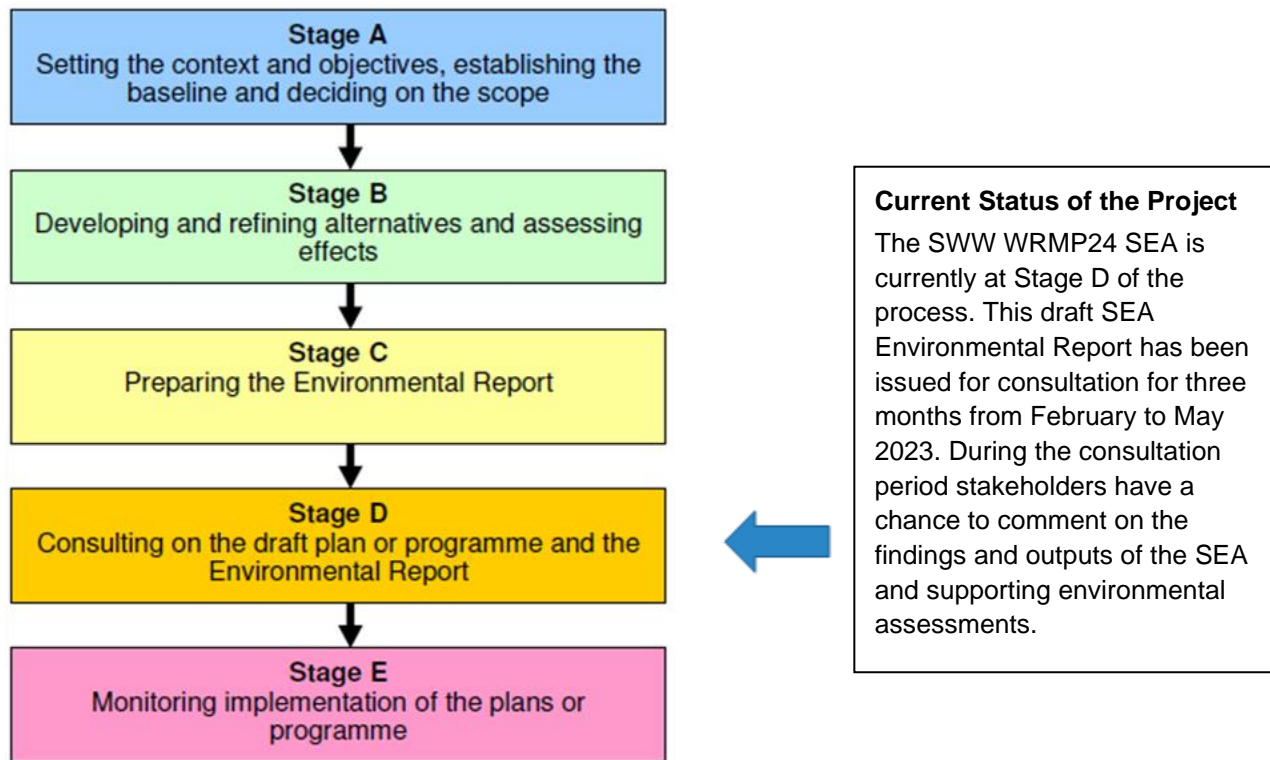 Stage A
Setting the context and objectives, establishing the
baseline and deciding on the scope
Stage B
Developing and refining alternatives and assessing
effects
Stage C
Preparing the Environmental Report
Stage D
Consulting on the draft plan or programme and the
Environmental Report
Stage E
Monitoring implementation of the plans or
programme
Current Status of the Project
The SWW WRMP24 SEA is
currently at Stage D of the
process. This draft SEA
Environmental Report has been
issued for consultation for three
months from February to May
2023. During the consultation
period stakeholders have a
chance to comment on the
findings and outputs of the SEA
and supporting environmental
assessments.